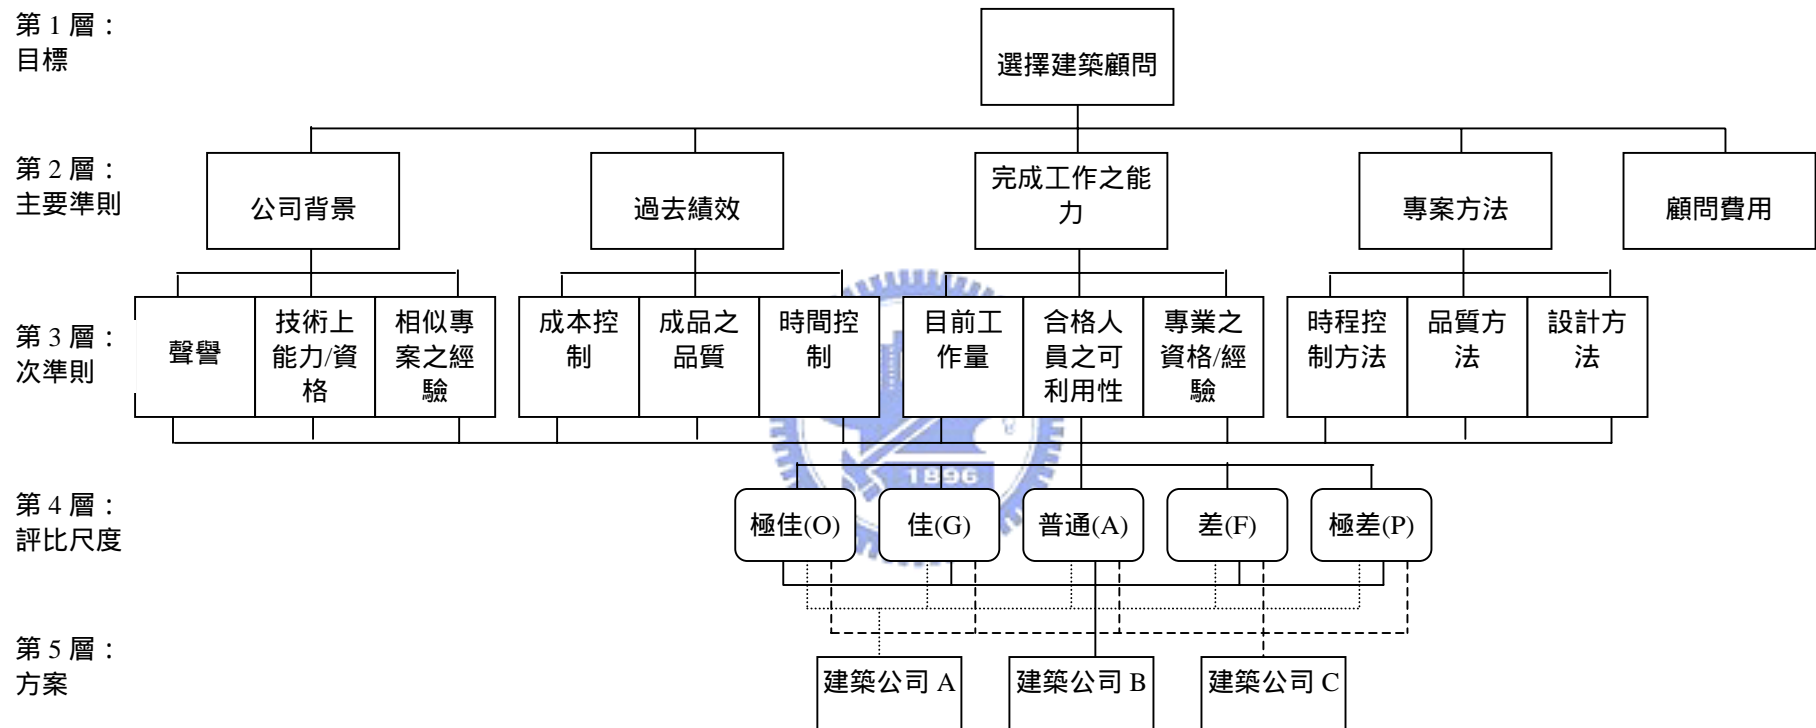 第 1 層：
目標
選擇建築顧問
第 2 層：
主要準則
公司背景
過去績效
完成工作之能
力
專案方法
顧問費用
第 3 層：
次準則
聲譽
技術上
能力/資
格
相似專
案之經
驗
成本控
制
成品之
品質
時間控
制
目前工
作量
合格人
員之可
利用性
專業之
資格/經
驗
時程控
制方法
品質方
法
設計方
法
1896
第 4 層：
評比尺度
極佳(O)
佳(G)
普通(A)
差(F)
極差(P)
第 5 層：
方案
建築公司 A
建築公司 B
建築公司 C